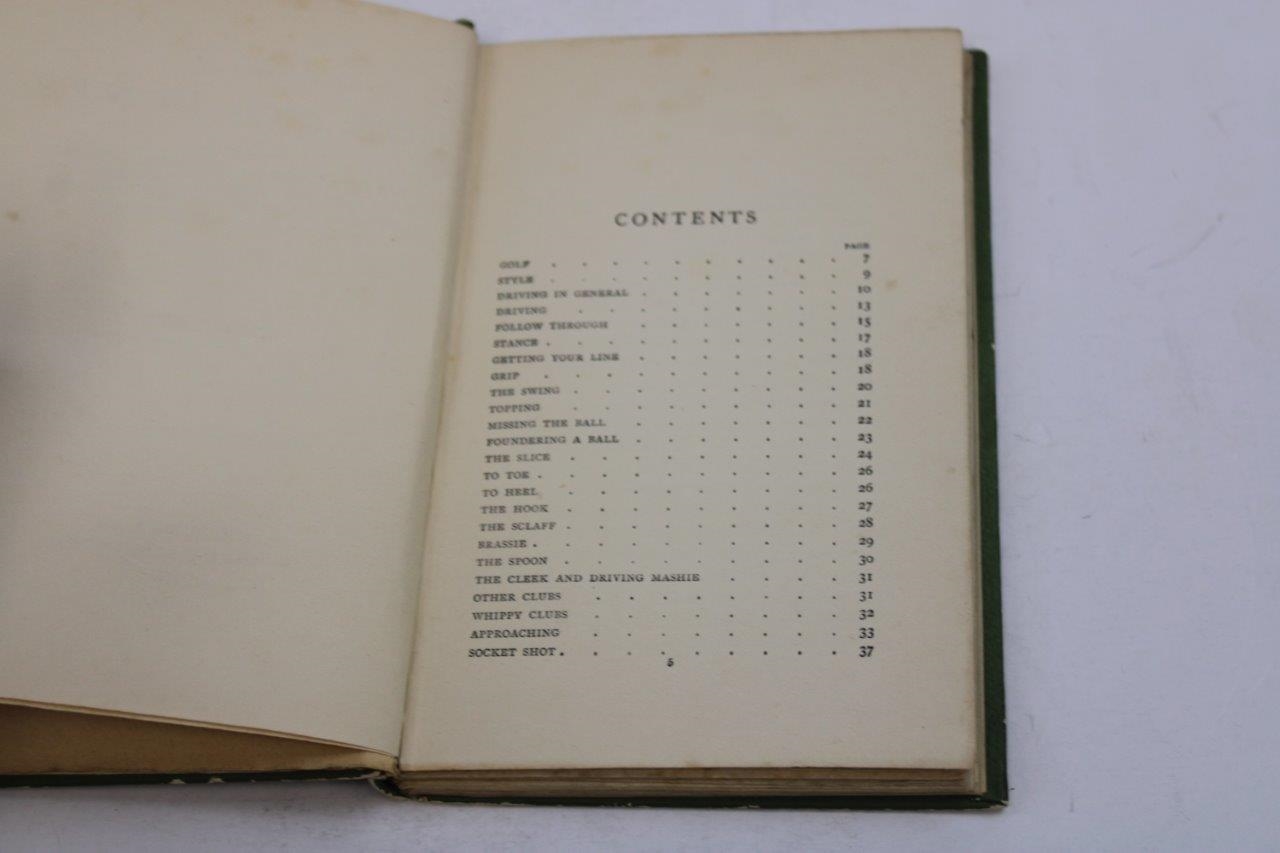 CONTENTS
PAGE
GOLF . . . . . . . . . . 7
STYLE . . . . . . . . . . 9
DRIVING IN GENERAL . . . . . . . 10
DRIVING . . . . . . . . . 13
FOLLOW THROUGH . . . . . . . 15
STANCE . . . . . . . . . . 17
GETTING YOUR LINE . . . . . . . 18
GRIP . . . . . . . . . . 18
THE SWING . . . . . . . . . 20
TOPPING . . . . . . . . . 21
MISSING THE BALL . . . . . . . 22
FOUNDERING A BALL . . . . . . . 23
THE SLICE . . . . . . . . . 24
TO TOE . . . . . . . . . . 26
TO HEEL . . . . . . . . . 26
THE HOOK . . . . . . . . . 27
THE SCLAFF . . . . . . . . . 28
BRASSIE . . . . . . . . . . 29
THE SPOON . . . . . . . . . 30
THE CLEEK AND DRIVING MASHIE . . . . 31
OTHER CLUBS . . . . . . . . 31
WHIPPY CLUBS . . . . . . . . 32
APPROACHING . . . . . . . . 33
SOCKET SHOT . . . . . . . . . 37
5